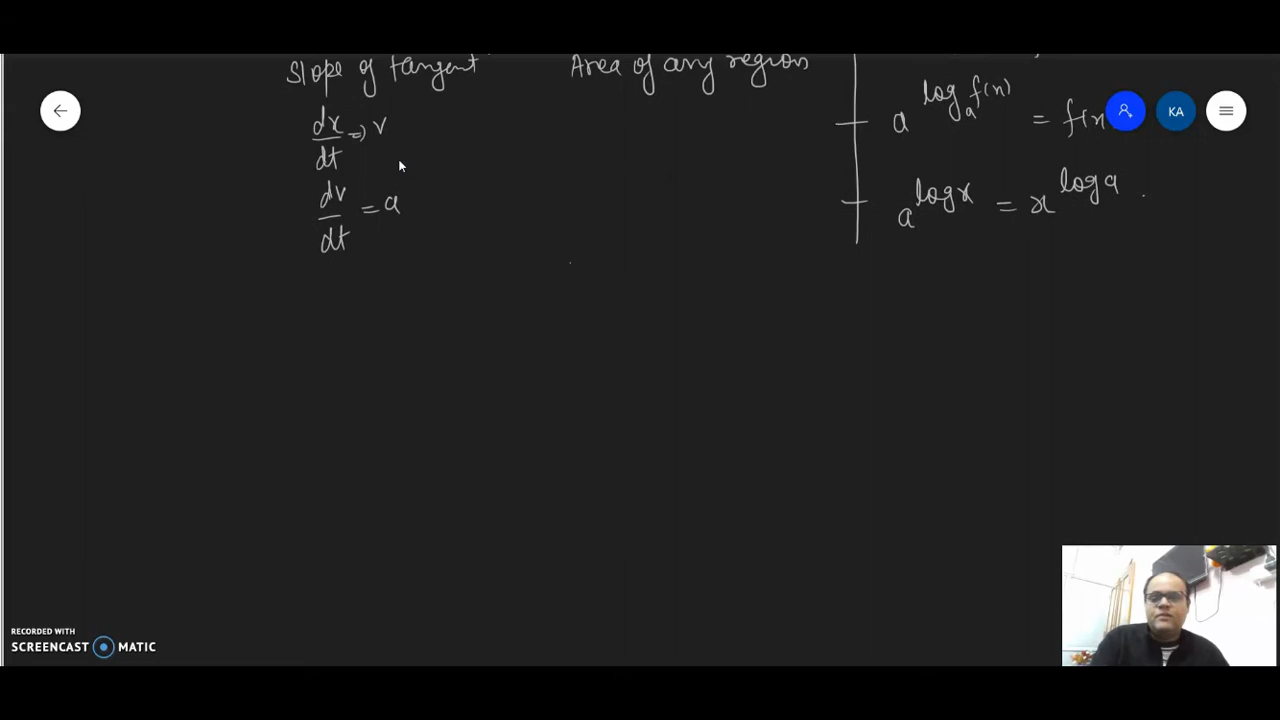 Slope of tangent
dx/dt => v
dv/dt = a
Area of any region
a^log_a f(x) = f(x
a^log x = x^log a
KA
RECORDED WITH
SCREENCAST MATIC